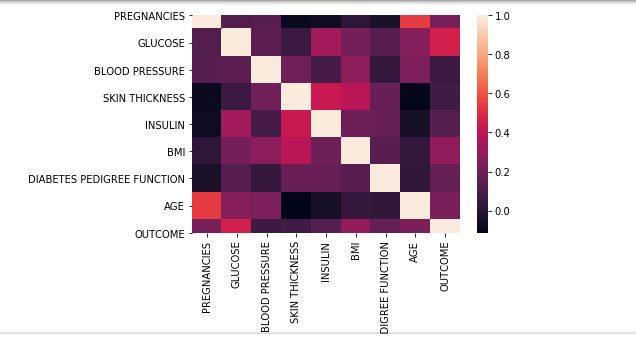 PREGNANCIES
GLUCOSE
BLOOD PRESSURE
SKIN THICKNESS
INSULIN
BMI
DIABETES PEDIGREE FUNCTION
AGE
OUTCOME
1.0
0.8
0.6
0.4
0.2
0.0
PREGNANCIES
GLUCOSE
BLOOD PRESSURE
SKIN THICKNESS
INSULIN
BMI
DIGREE FUNCTION
AGE
OUTCOME